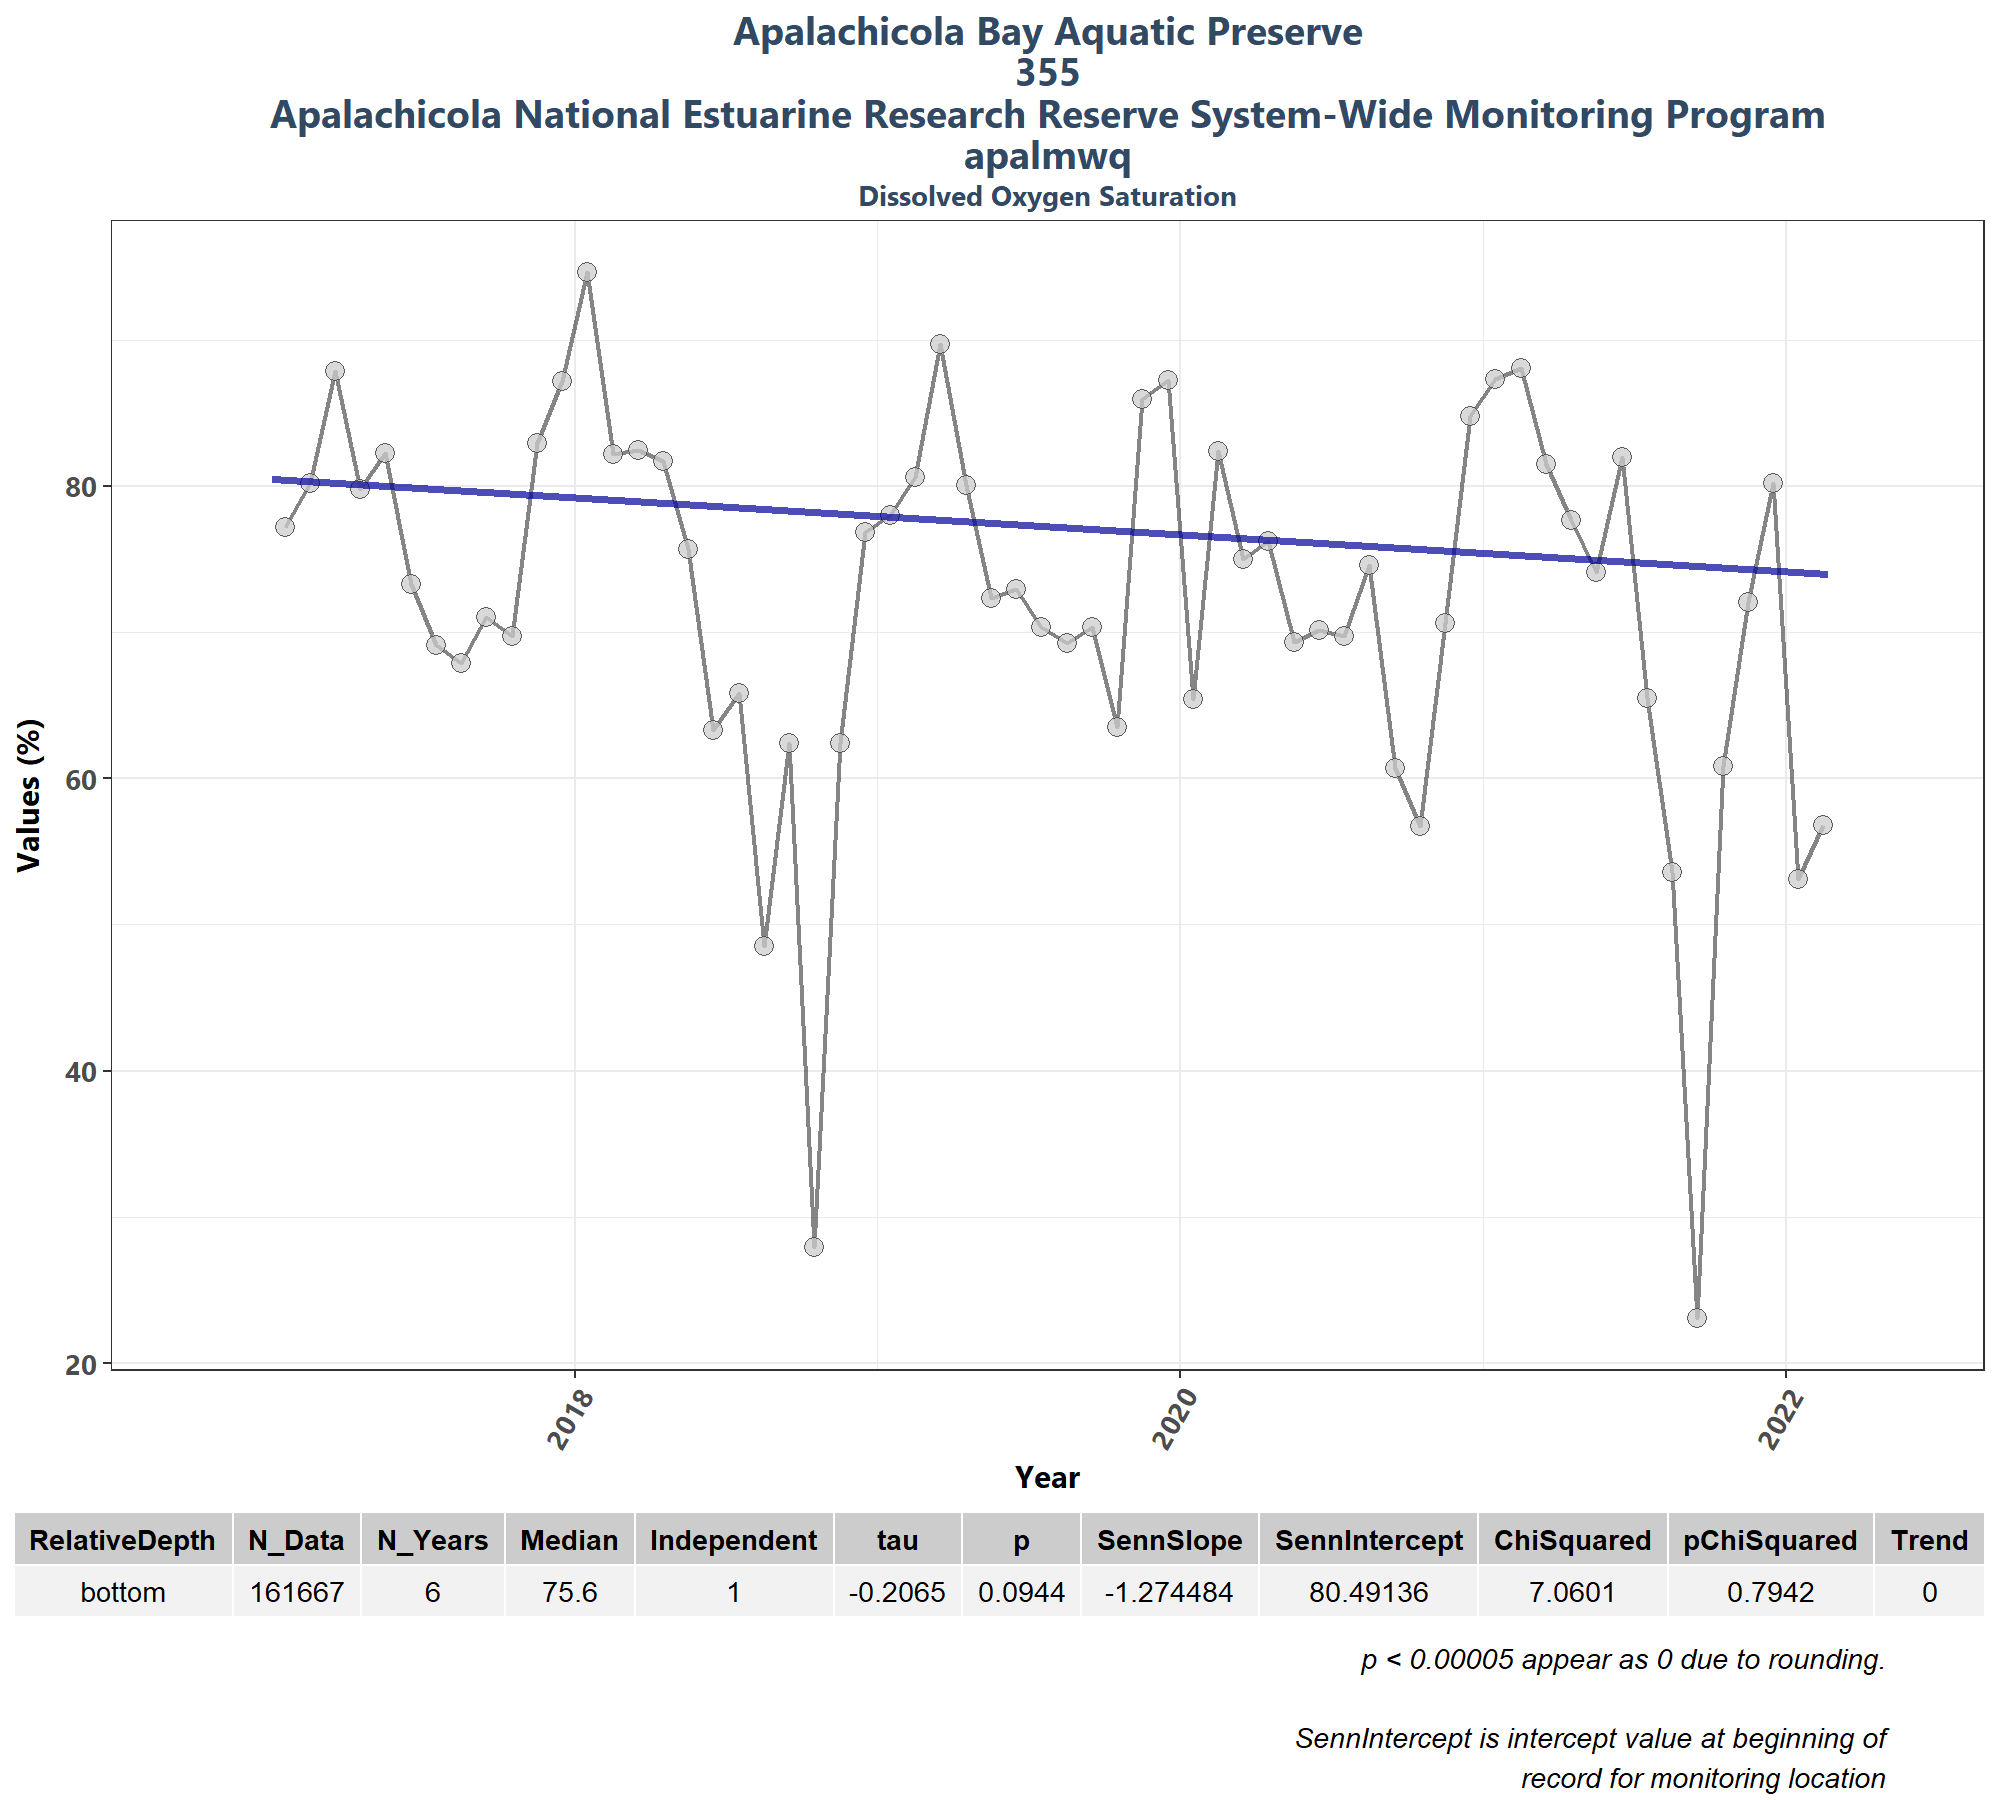 Apalachicola Bay Aquatic Preserve
355
Apalachicola National Estuarine Research Reserve System-Wide Monitoring Program
apalmwq
Dissolved Oxygen Saturation
Values (%)
80
60
40
20
2018
2020
2022
Year
RelativeDepth N_Data N_Years Median Independent tau p SennSlope SennIntercept ChiSquared pChiSquared Trend
bottom 161667 6 75.6 1 -0.2065 0.0944 -1.274484 80.49136 7.0601 0.7942 0
p < 0.00005 appear as 0 due to rounding.
SennIntercept is intercept value at beginning of
record for monitoring location